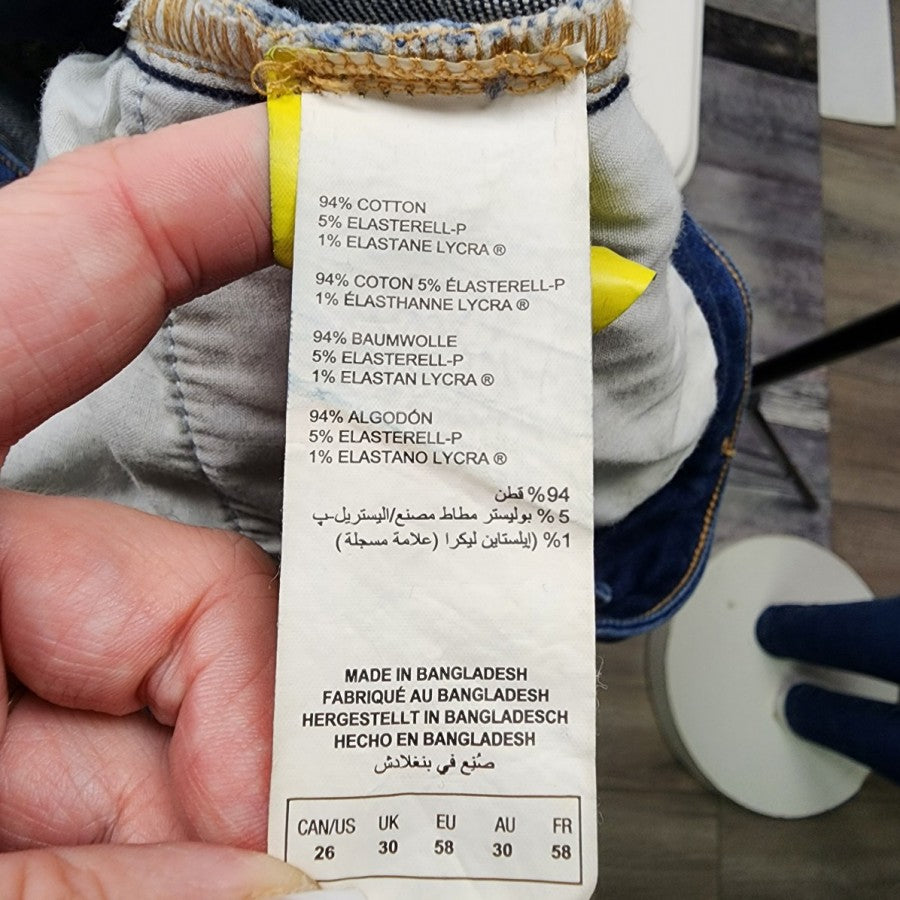 94% COTTON
5% ELASTERELL-P
1% ELASTANE LYCRA ®
94% COTON 5% ÉLASTERELL-P
1% ÉLASTHANNE LYCRA ®
94% BAUMWOLLE
5% ELASTERELL-P
1% ELASTAN LYCRA ®
94% ALGODÓN
5% ELASTERELL-P
1% ELASTANO LYCRA ®
94% قطن
5 % بوليستر مطاط مصنع/اليستريل-پ
1% (إيلستاين ليكرا (علامة مسجلة )
MADE IN BANGLADESH
FABRIQUÉ AU BANGLADESH
HERGESTELLT IN BANGLADESCH
HECHO EN BANGLADESH
صُنِع في بنغلادش
CAN/US UK EU AU FR
26 30 58 30 58